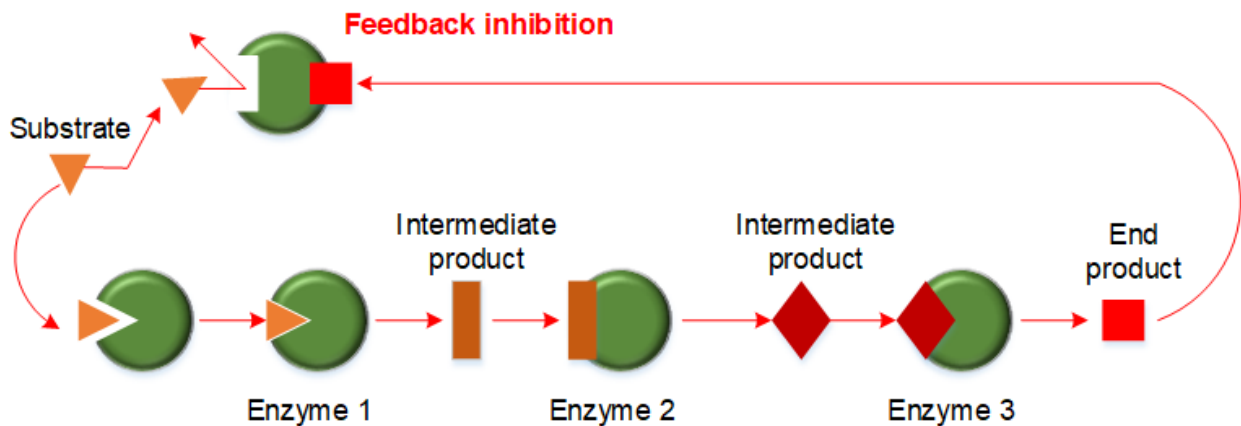 Feedback inhibition
Substrate
Intermediate
product
Intermediate
product
End
product
Enzyme 1
Enzyme 2
Enzyme 3